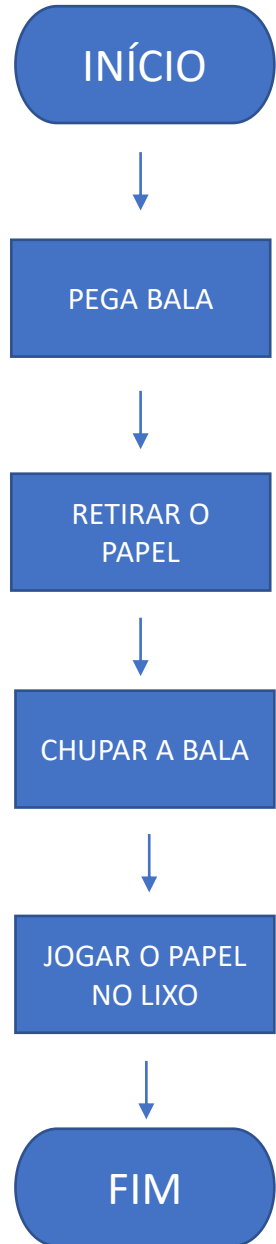 INÍCIO
PEGA BALA
RETIRAR O
PAPEL
CHUPAR A BALA
JOGAR O PAPEL
NO LIXO
FIM